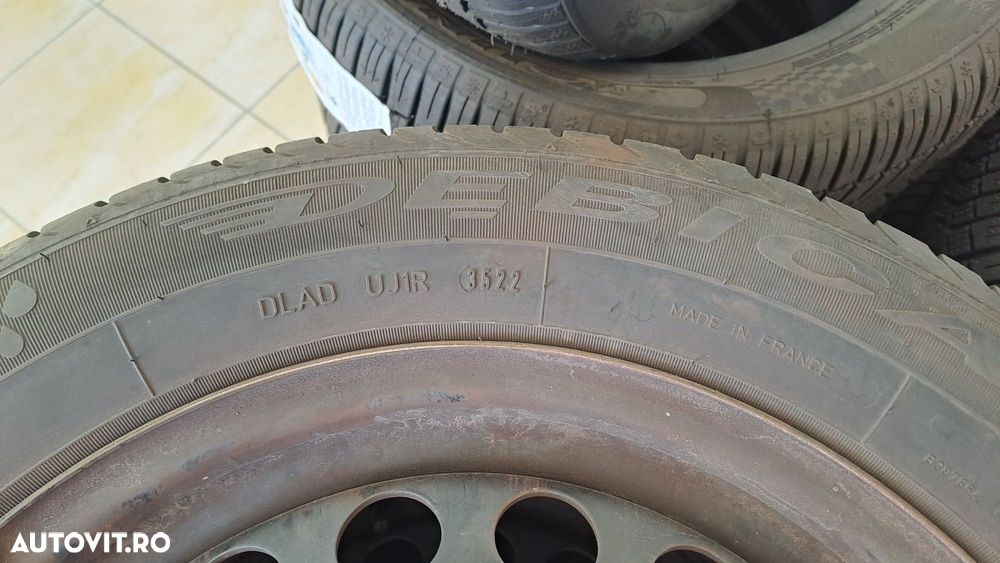 DEBICA
DLAD UJ1R 3522
MADE IN FRANCE
AUTOVIT.RO